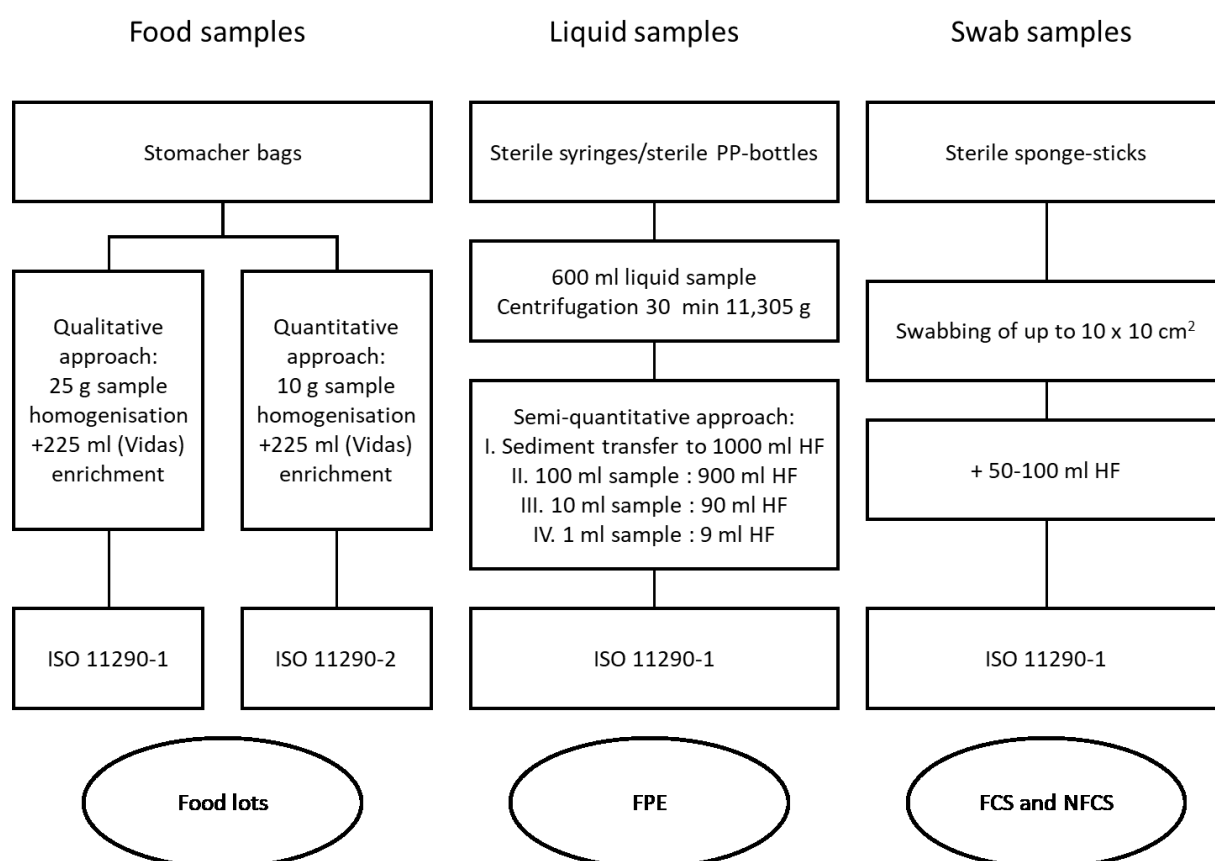 Food samples
Liquid samples
Swab samples
Stomacher bags
Sterile syringes/sterile PP-bottles
Sterile sponge-sticks
Qualitative
approach:
25 g sample
homogenisation
+225 ml (Vidas)
enrichment
Quantitative
approach:
10 g sample
homogenisation
+225 ml (Vidas)
enrichment
600 ml liquid sample
Centrifugation 30 min 11,305 g
Semi-quantitative approach:
I. Sediment transfer to 1000 ml HF
II. 100 ml sample : 900 ml HF
III. 10 ml sample : 90 ml HF
IV. 1 ml sample : 9 ml HF
Swabbing of up to 10 x 10 cm²
+ 50-100 ml HF
ISO 11290-1
ISO 11290-2
ISO 11290-1
ISO 11290-1
Food lots
FPE
FCS and NFCS